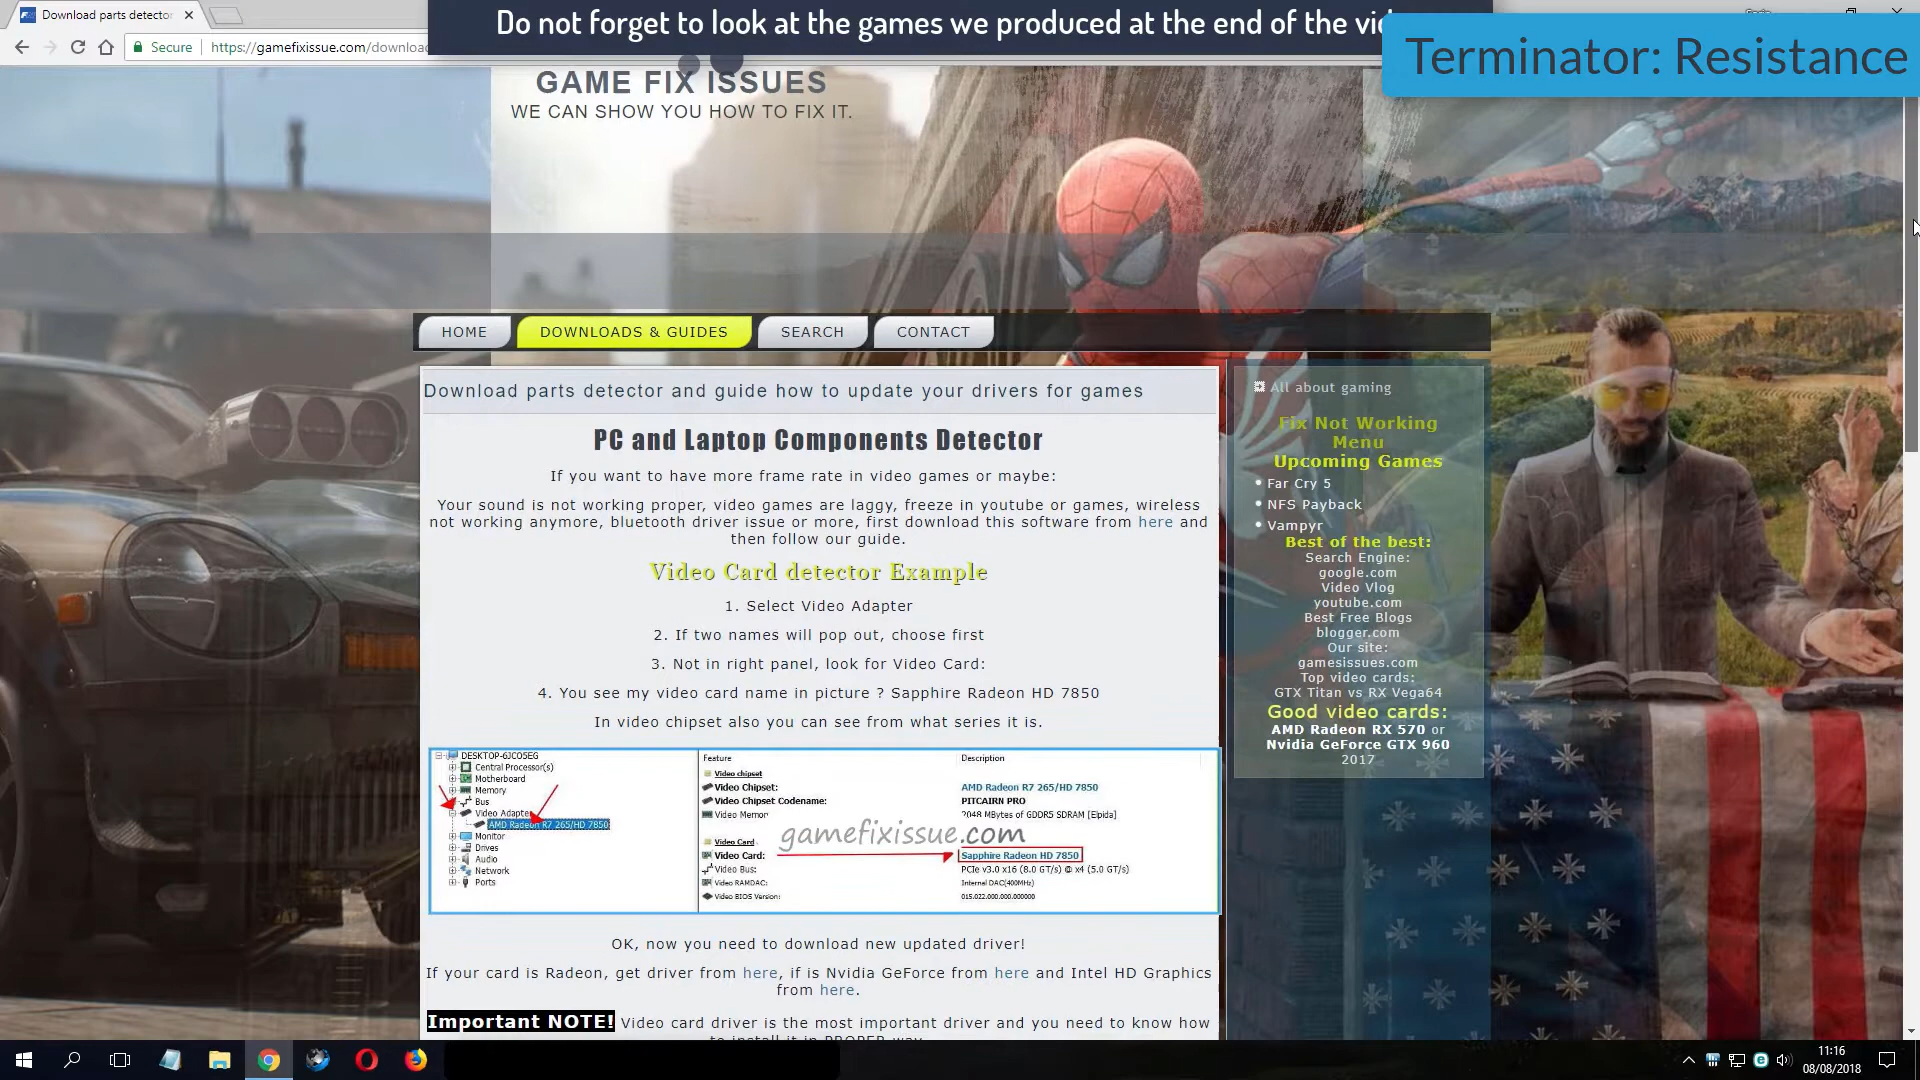 Download parts detector
Do not forget to look at the games we produced at the end of the
Terminator: Resistance
Secure
https://gamefixissue.com/downloa
GAME FIX ISSUES
WE CAN SHOW YOU HOW TO FIX IT.
HOME
DOWNLOADS & GUIDES
SEARCH
CONTACT
Download parts detector and guide how to update your drivers for games
PC and Laptop Components Detector
If you want to have more frame rate in video games or maybe:
Your sound is not working proper, video games are laggy, freeze in youtube or games, wireless
not working anymore, bluetooth driver issue or more, first download this software from here and
then follow our guide.
Video Card detector Example
1. Select Video Adapter
2. If two names will pop out, choose first
3. Not in right panel, look for Video Card:
4. You see my video card name in picture ? Sapphire Radeon HD 7850
In video chipset also you can see from what series it is.
DESKTOP-6JCO5EG
Central Processor(s)
Motherboard
Memory
Bus
Video Adapter
AMD Radeon R7 265/HD 7850
Monitor
Drives
Audio
Network
Ports
Feature Description
Video chipset
Video Chipset: AMD Radeon R7 265/HD 7850
Video Chipset Codename: PITCAIRN PRO
Video Memory 2048 MBytes of GDDR5 SDRAM [Elpida]
gamefixissue.com
Video Card
Video Card: Sapphire Radeon HD 7850
Video Bus: PCIe v3.0 x16 (8.0 GT/s) @ x4 (5.0 GT/s)
Video RAMDAC: Internal DAC(400MHz)
Video BIOS Version: 015.022.000.000.000000
OK, now you need to download new updated driver!
If your card is Radeon, get driver from here, if is Nvidia GeForce from here and Intel HD Graphics
from here.
Important NOTE! Video card driver is the most important driver and you need to know how
to install it in PROPER way
All about gaming
Fix Not Working
Menu
Upcoming Games
Far Cry 5
NFS Payback
Vampyr
Best of the best:
Search Engine:
google.com
Video Vlog
youtube.com
Best Free Blogs
blogger.com
Our site:
gamesissues.com
Top video cards:
GTX Titan vs RX Vega64
Good video cards:
AMD Radeon RX 570 or
Nvidia GeForce GTX 960
2017
11:16
08/08/2018